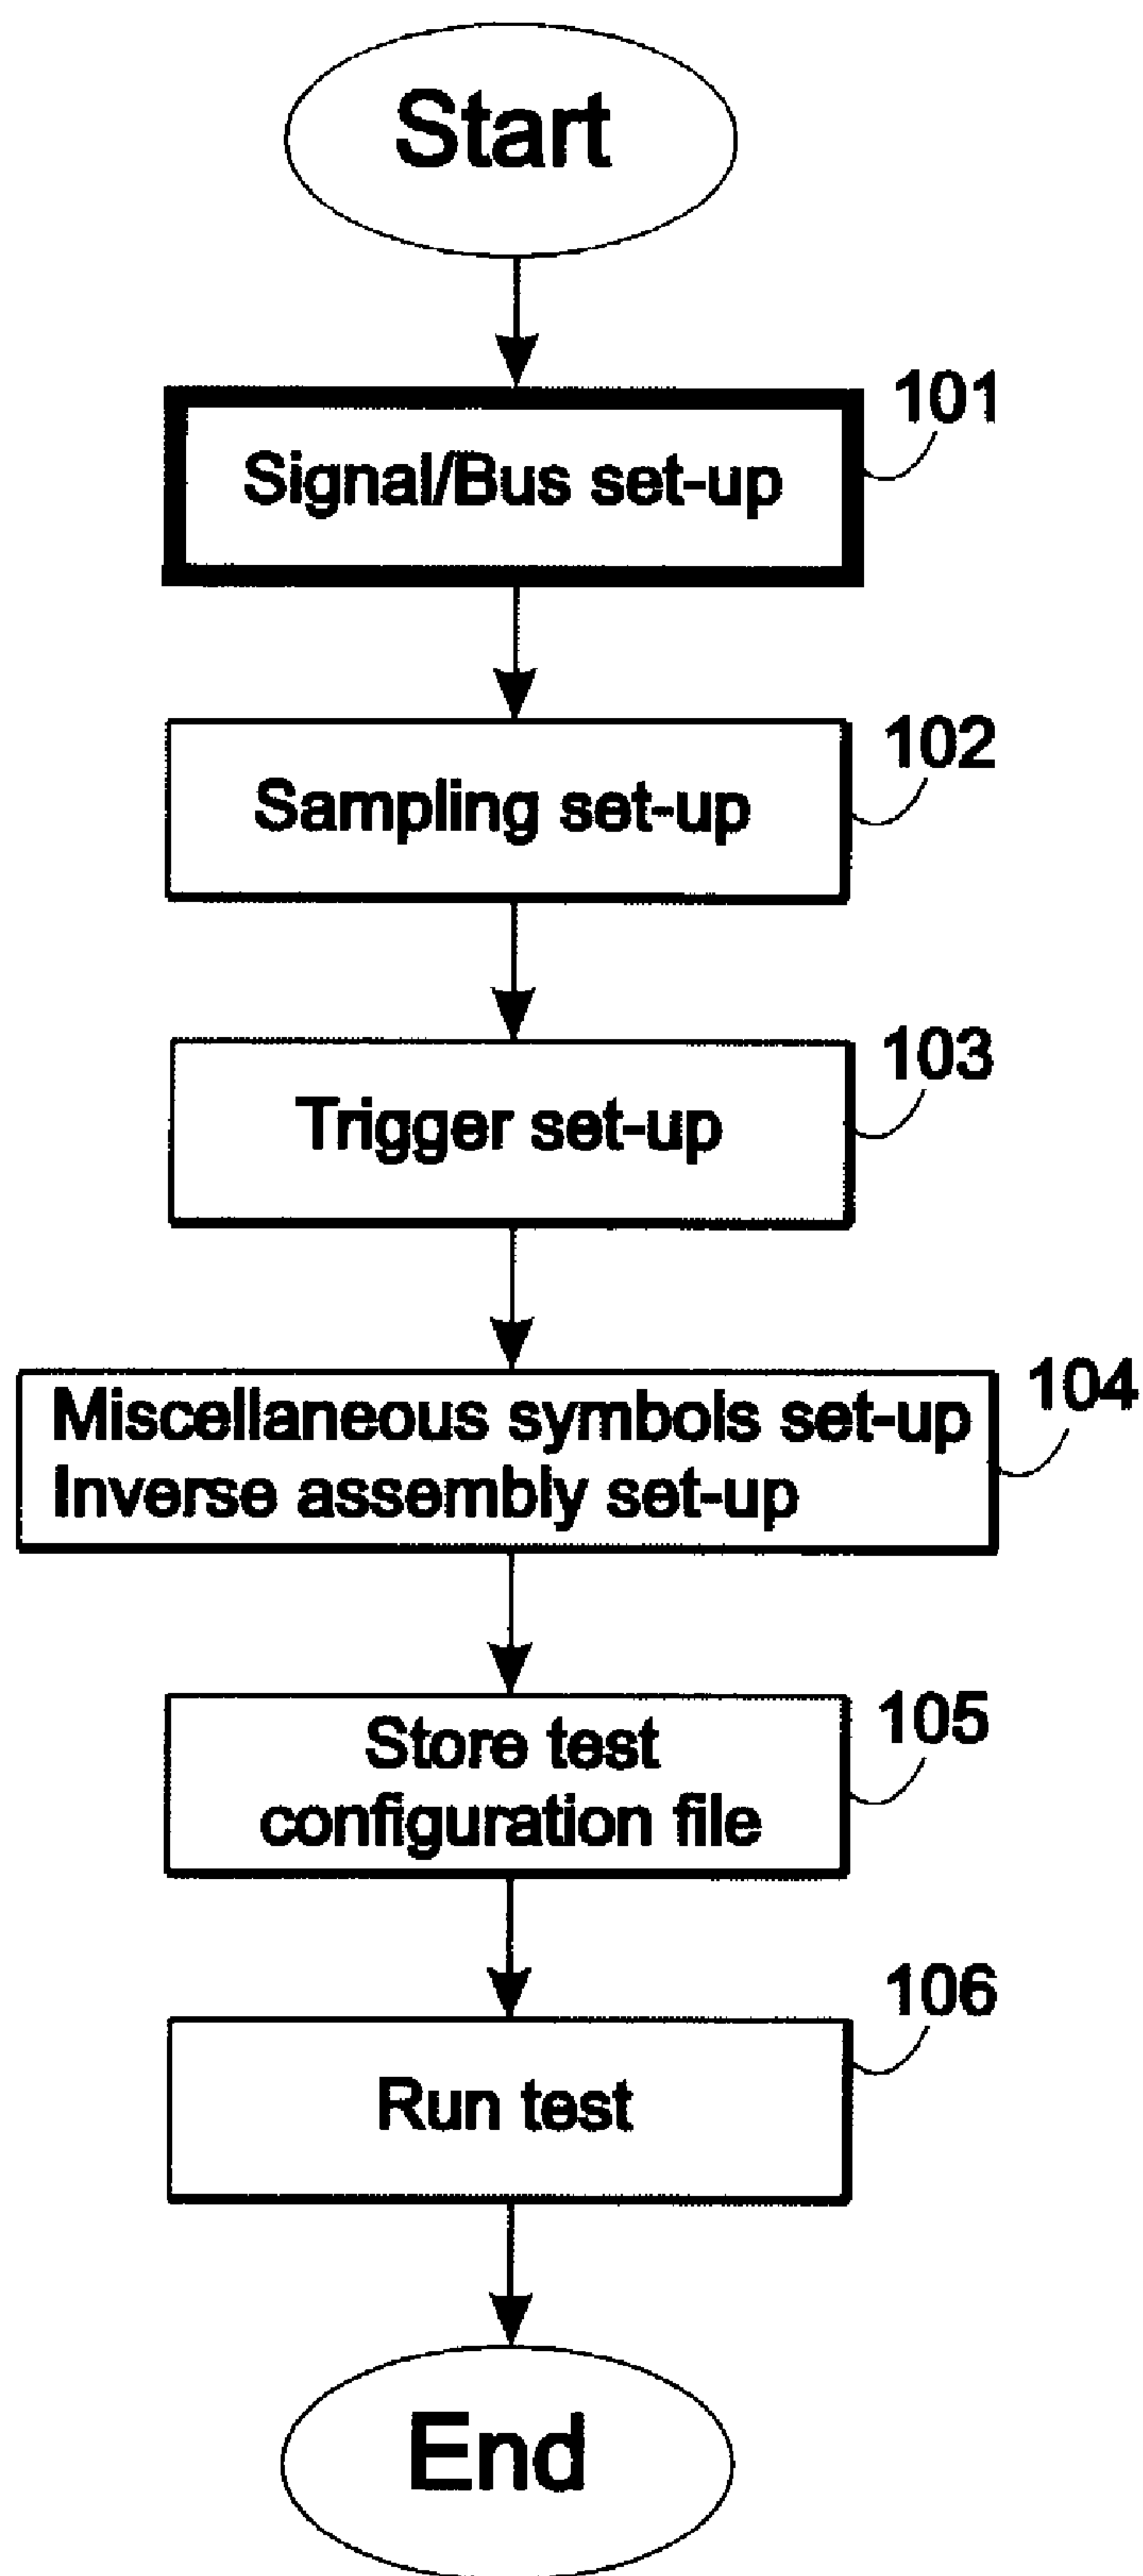 Start
101
Signal/Bus set-up
102
Sampling set-up
103
Trigger set-up
104
Miscellaneous symbols set-up
Inverse assembly set-up
105
Store test
configuration file
106
Run test
End